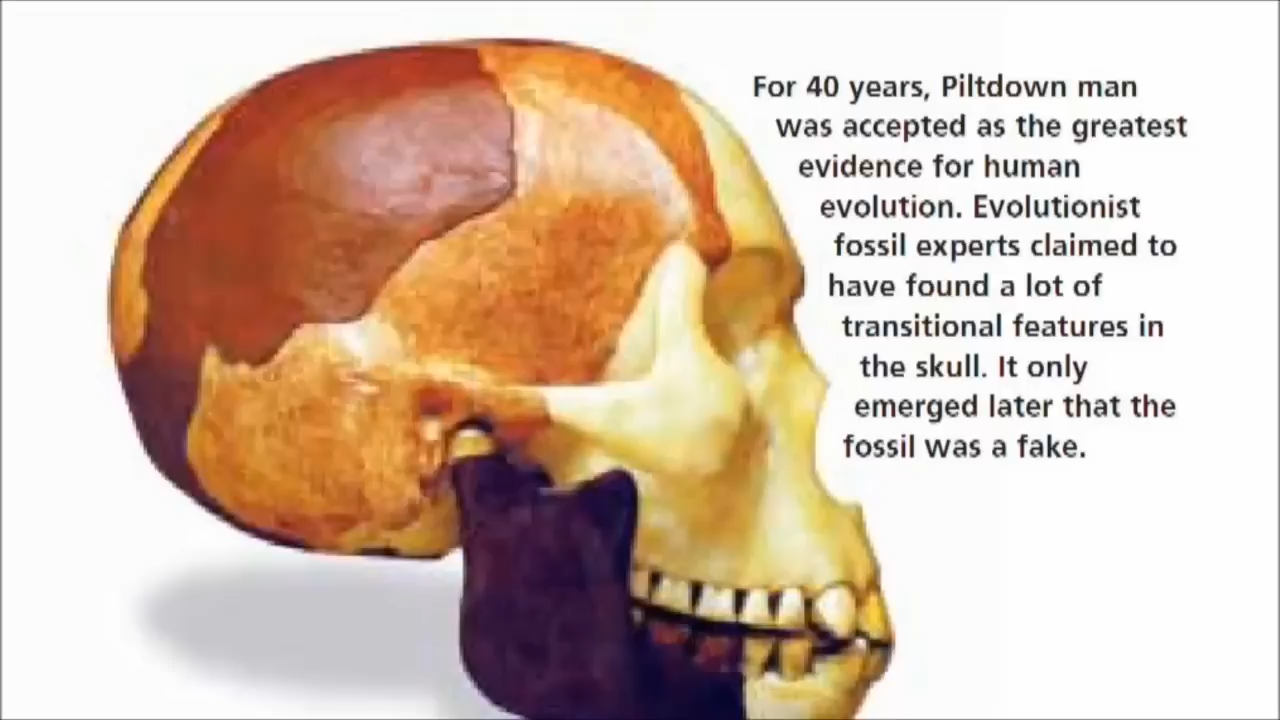 For 40 years, Piltdown man
was accepted as the greatest
evidence for human
evolution. Evolutionist
fossil experts claimed to
have found a lot of
transitional features in
the skull. It only
emerged later that the
fossil was a fake.